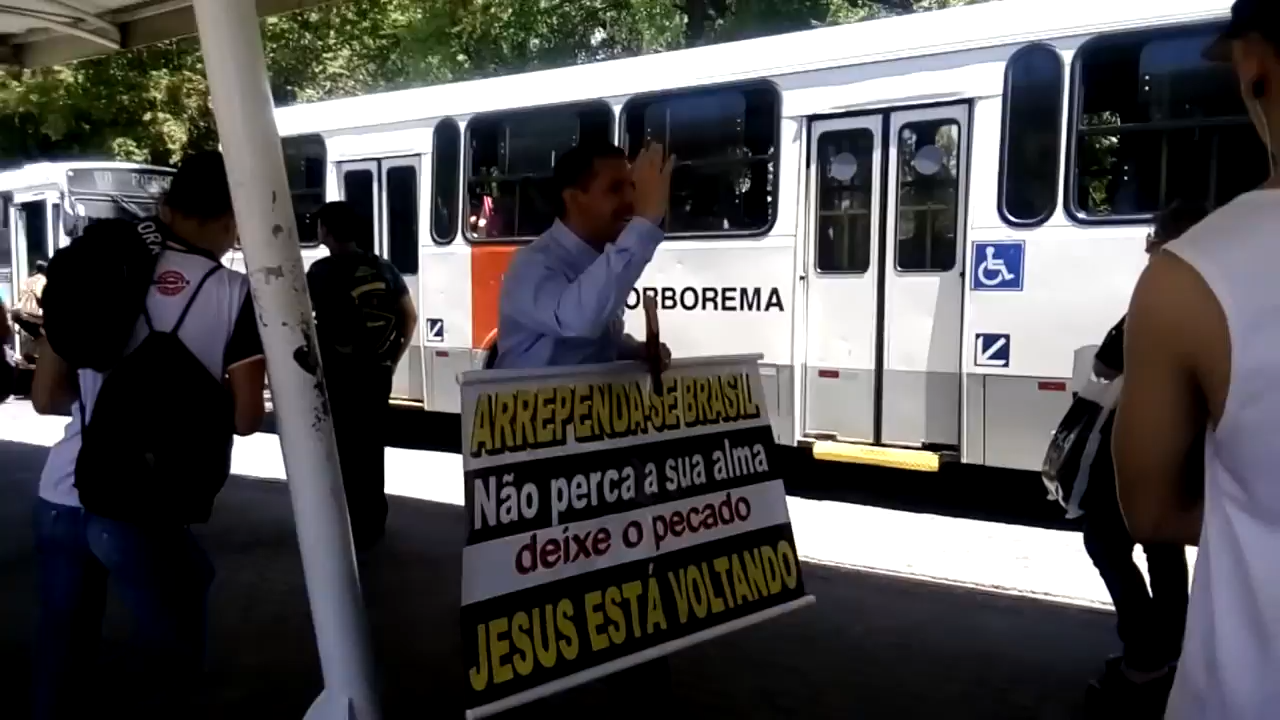 ORBOREMA
ARREPENDA-SE BRASIL
Não perca a sua alma
deixe o pecado
JESUS ESTÁ VOLTANDO